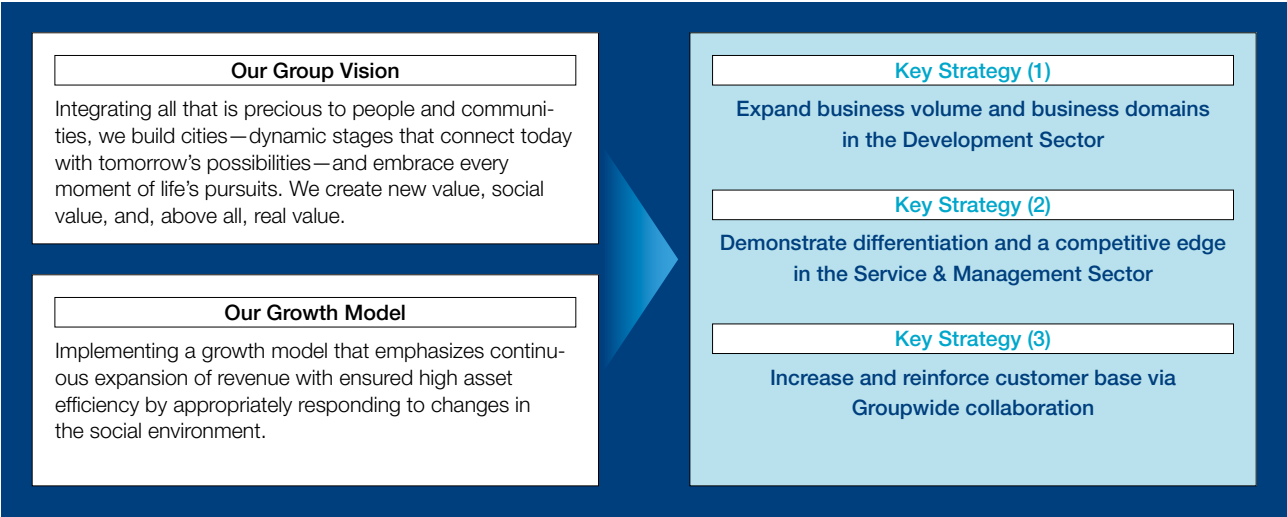 Our Group Vision
Integrating all that is precious to people and communi-
ties, we build cities—dynamic stages that connect today
with tomorrow's possibilities—and embrace every
moment of life's pursuits. We create new value, social
value, and, above all, real value.
Our Growth Model
Implementing a growth model that emphasizes continu-
ous expansion of revenue with ensured high asset
efficiency by appropriately responding to changes in
the social environment.
Key Strategy (1)
Expand business volume and business domains
in the Development Sector
Key Strategy (2)
Demonstrate differentiation and a competitive edge
in the Service & Management Sector
Key Strategy (3)
Increase and reinforce customer base via
Groupwide collaboration